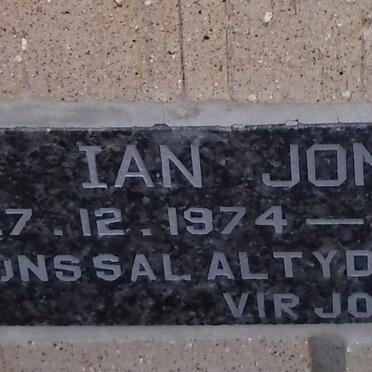 IAN JON
7.12.1974 —
ONS SAL ALTYD
VIR JO